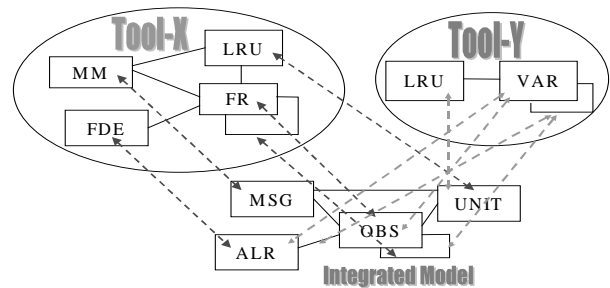 Tool-X
Tool-Y
LRU
MM
FR
FDE
LRU
VAR
MSG
UNIT
OBS
ALR
Integrated Model